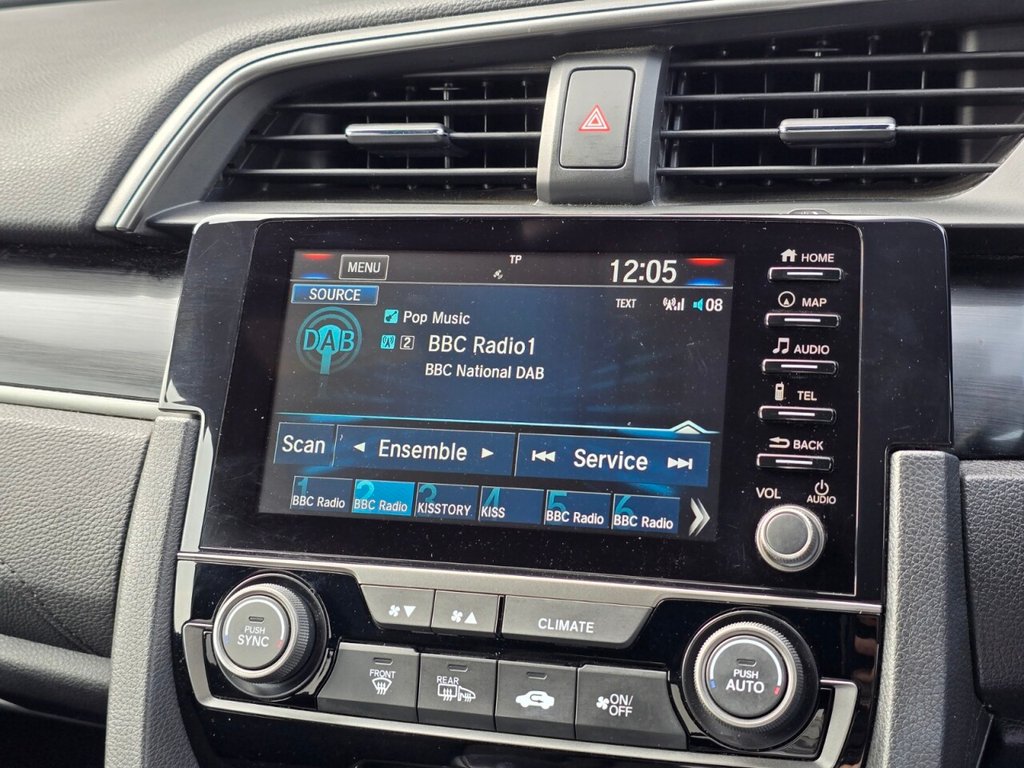 TP
MENU
12:05
HOME
SOURCE
TEXT
08
MAP
DAB
Pop Music
2 BBC Radio1
BBC National DAB
AUDIO
TEL
BACK
Scan
Ensemble
Service
1 BBC Radio
2 BBC Radio
3 KISSTORY
4 KISS
5 BBC Radio
6 BBC Radio
VOL
AUDIO
PUSH
SYNC
CLIMATE
FRONT
REAR
ON/
OFF
PUSH
AUTO